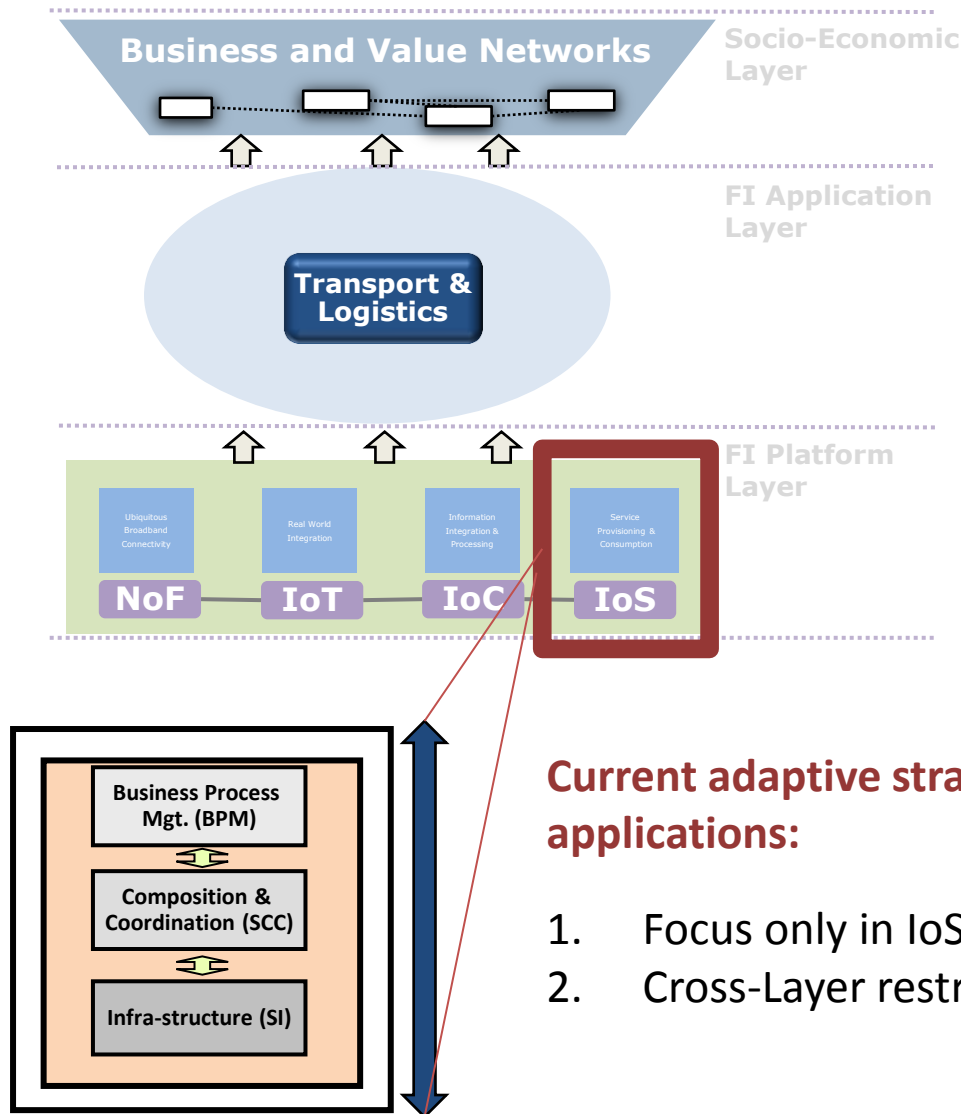 Business and Value Networks
Socio-Economic
Layer
FI Application
Layer
Transport &
Logistics
FI Platform
Layer
Ubiquitous
Broadband
Connectivity
Real World
Integration
Information
Integration &
Processing
Service
Provisioning &
Consumption
NoF
IoT
IoC
IoS
Business Process
Mgt. (BPM)
Composition &
Coordination (SCC)
Infra-structure (SI)
Current adaptive stra
applications:
1. Focus only in IoS
2. Cross-Layer restr